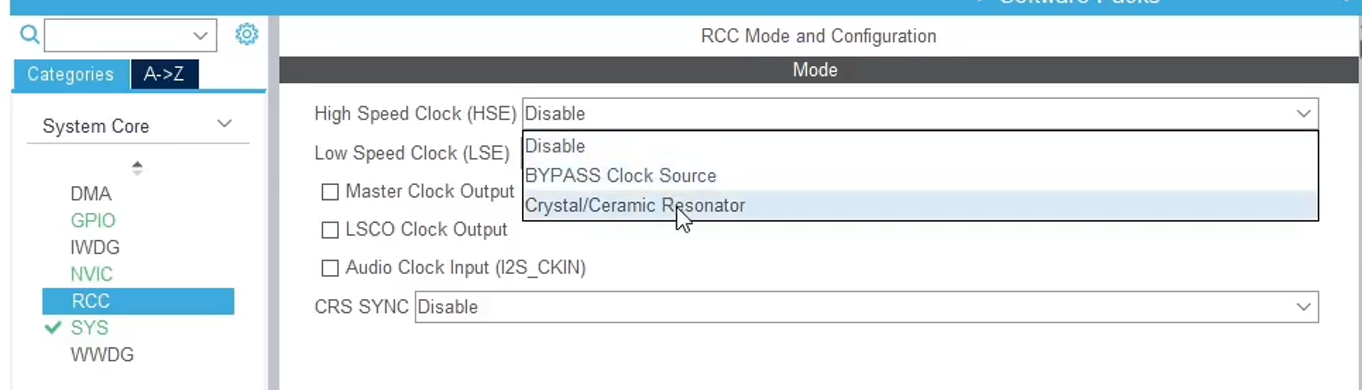 Software Packs
RCC Mode and Configuration
Categories A->Z
Mode
System Core
High Speed Clock (HSE) Disable
Disable
Low Speed Clock (LSE)
BYPASS Clock Source
Master Clock Output
Crystal/Ceramic Resonator
LSCO Clock Output
Audio Clock Input (I2S_CKIN)
CRS SYNC Disable
DMA
GPIO
IWDG
NVIC
RCC
SYS
WWDG